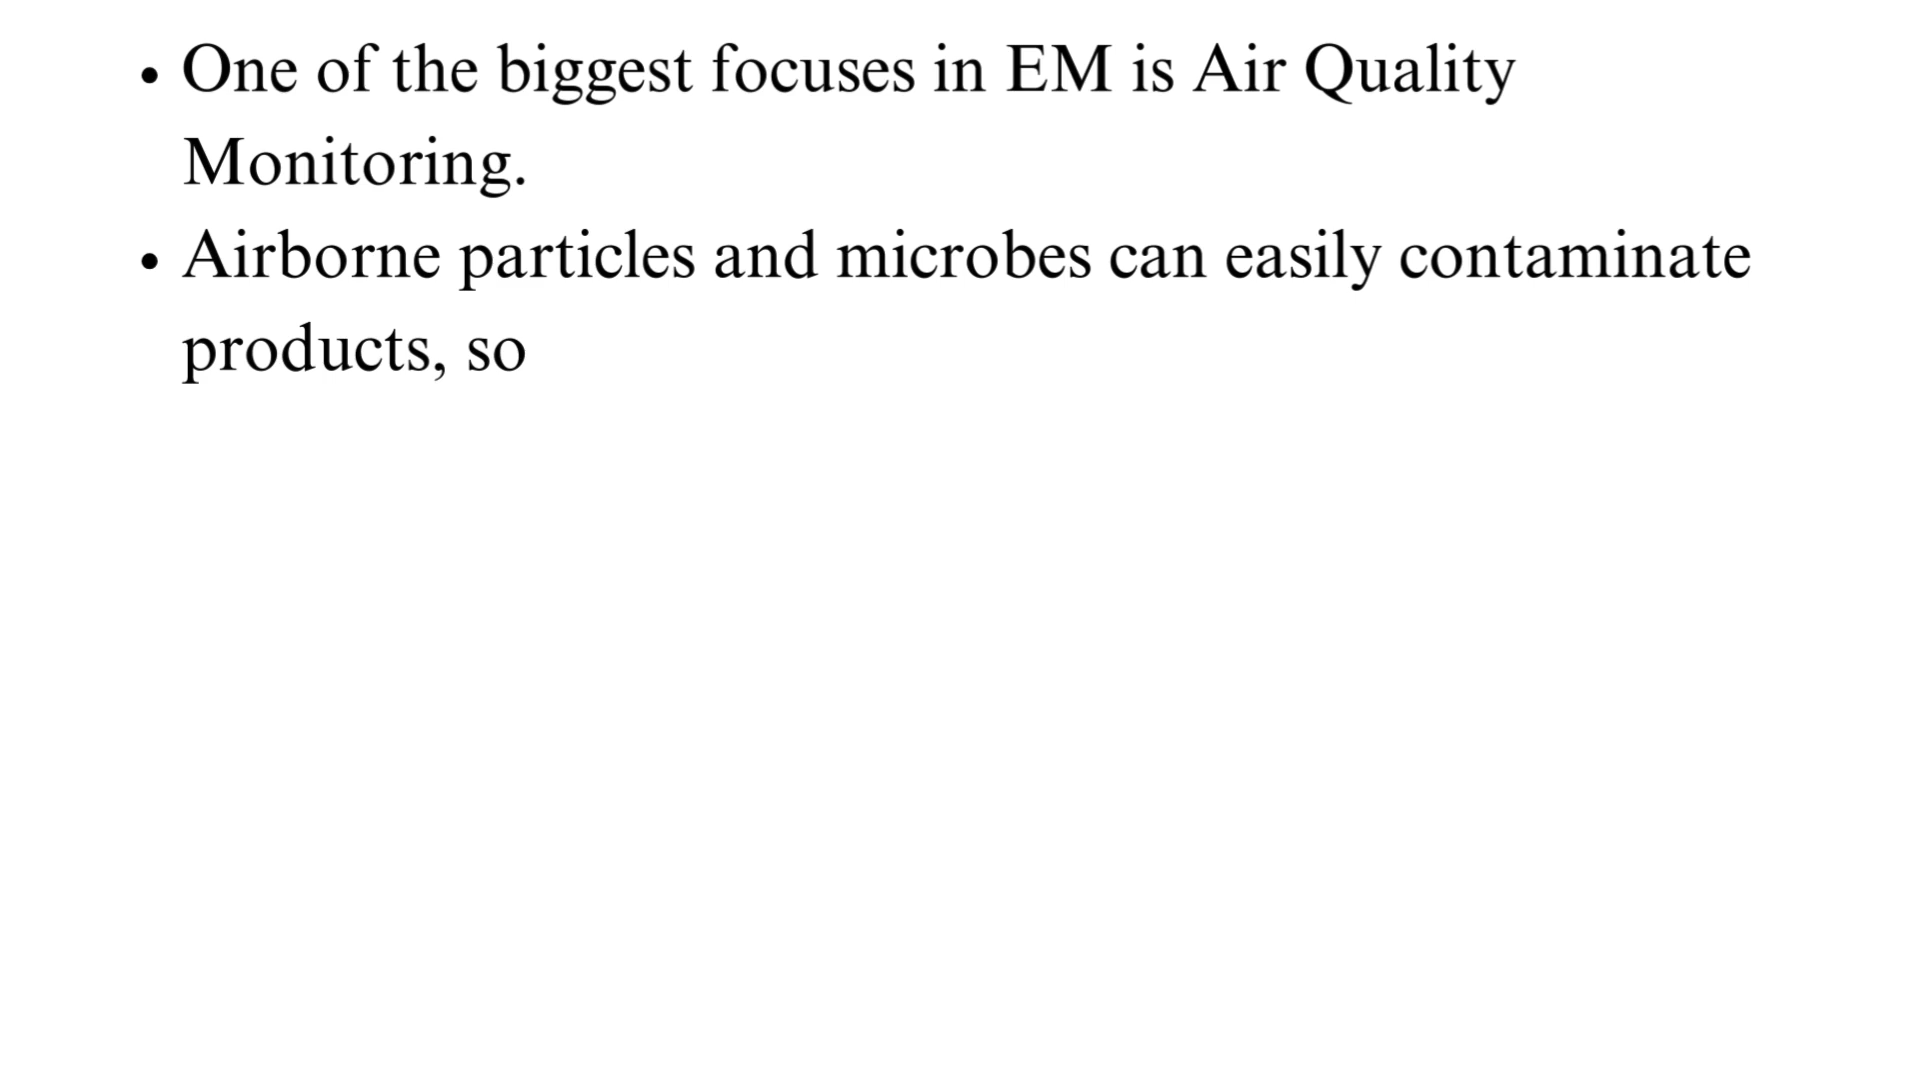 • One of the biggest focuses in EM is Air Quality
Monitoring.
• Airborne particles and microbes can easily contaminate
products, so